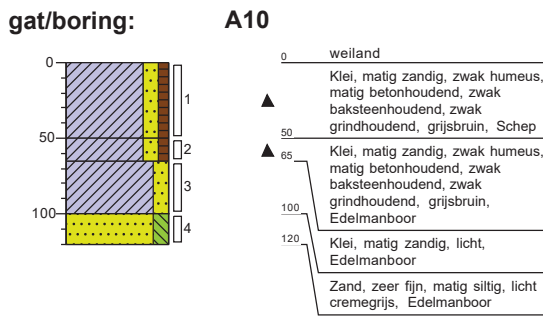 gat/boring: A10
0
50
100
1
2
3
4
0 weiland
Klei, matig zandig, zwak humeus,
matig betonhoudend, zwak
baksteenhoudend, zwak
grindhoudend, grijsbruin, Schep
50
65
Klei, matig zandig, zwak humeus,
matig betonhoudend, zwak
baksteenhoudend, zwak
grindhoudend, grijsbruin,
Edelmanboor
100
Klei, matig zandig, licht,
Edelmanboor
120
Zand, zeer fijn, matig siltig, licht
cremegrijs, Edelmanboor